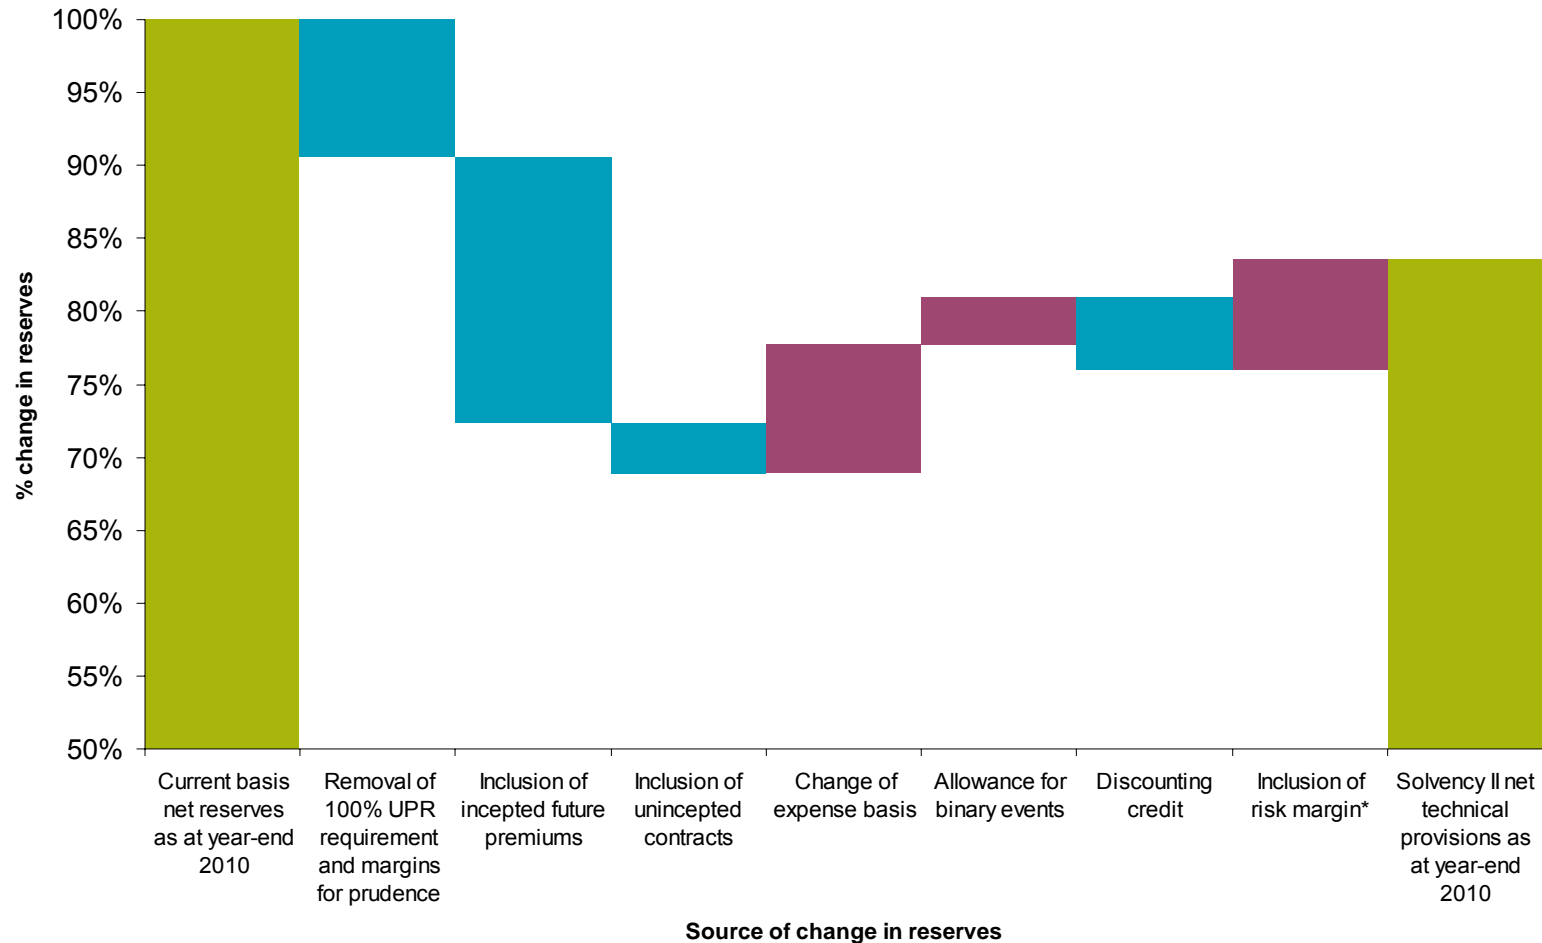 100%
95%
90%
85%
80%
75%
70%
65%
60%
55%
50%
% change in reserves
Current basis
net reserves
as at year-end
2010
Removal of
100% UPR
requirement
and margins
for prudence
Inclusion of
incepted future
premiums
Inclusion of
unincepted
contracts
Change of
expense basis
Allowance for
binary events
Discounting
credit
Inclusion of
risk margin*
Solvency II net
technical
provisions as
at year-end
2010
Source of change in reserves